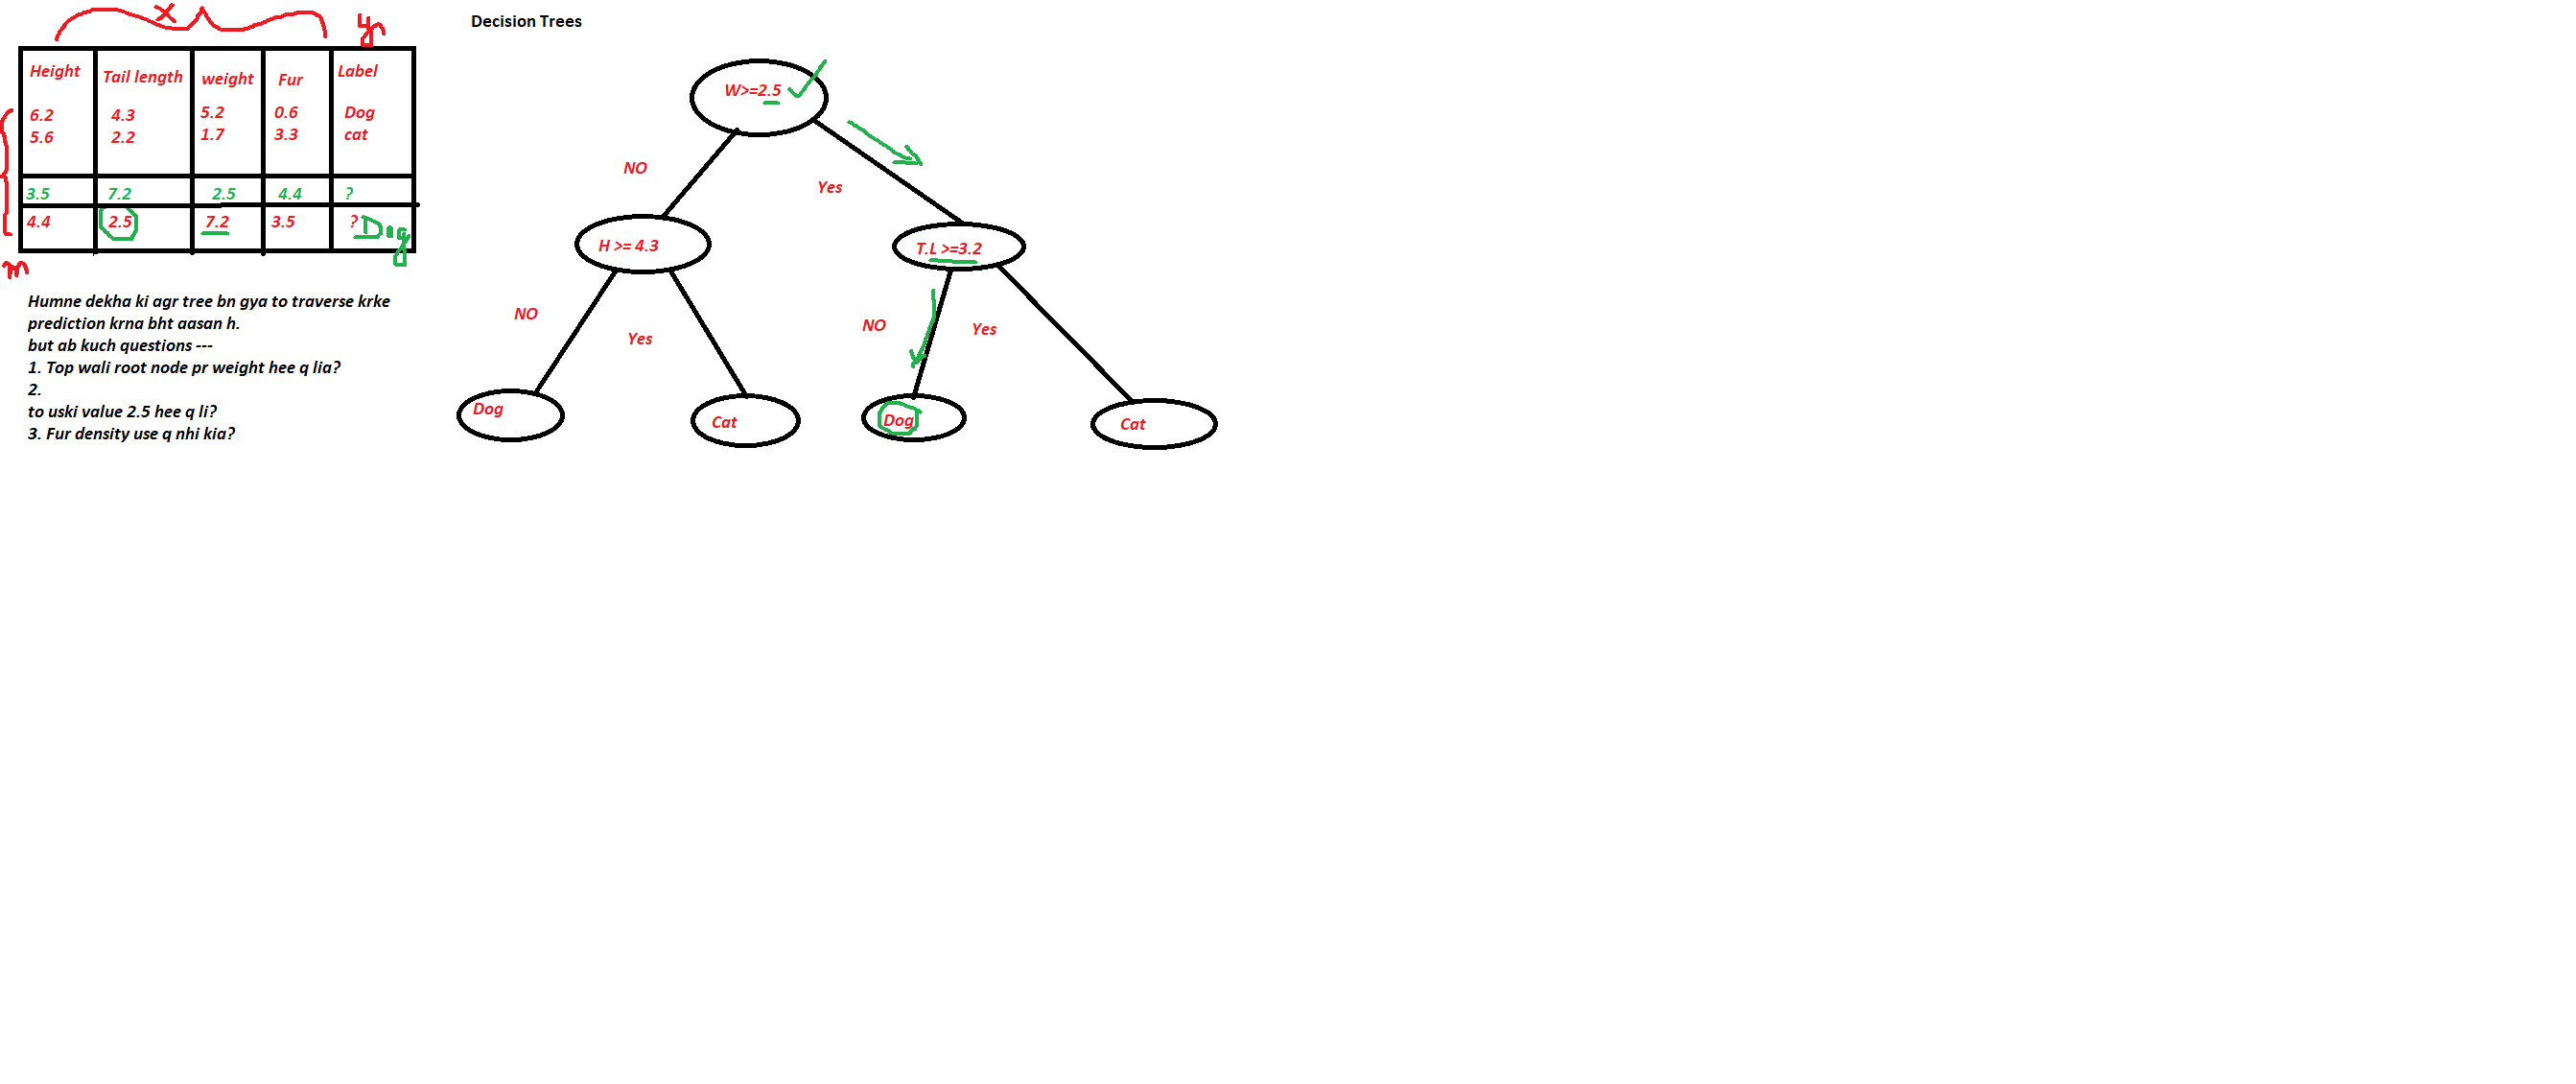 x
y
Decision Trees
Height Tail length weight Fur Label
6.2 4.3 5.2 0.6 Dog
5.6 2.2 1.7 3.3 cat
3.5 7.2 2.5 4.4 ?
4.4 2.5 7.2 3.5 ? Dog
m
Humne dekha ki agr tree bn gya to traverse krke
prediction krna bht aasan h.
but ab kuch questions ---
1. Top wali root node pr weight hee q lia?
2.
to uski value 2.5 hee q li?
3. Fur density use q nhi kia?
W>=2.5
NO
Yes
H >= 4.3
T.L >=3.2
NO
Yes
NO
Yes
Dog
Cat
Dog
Cat